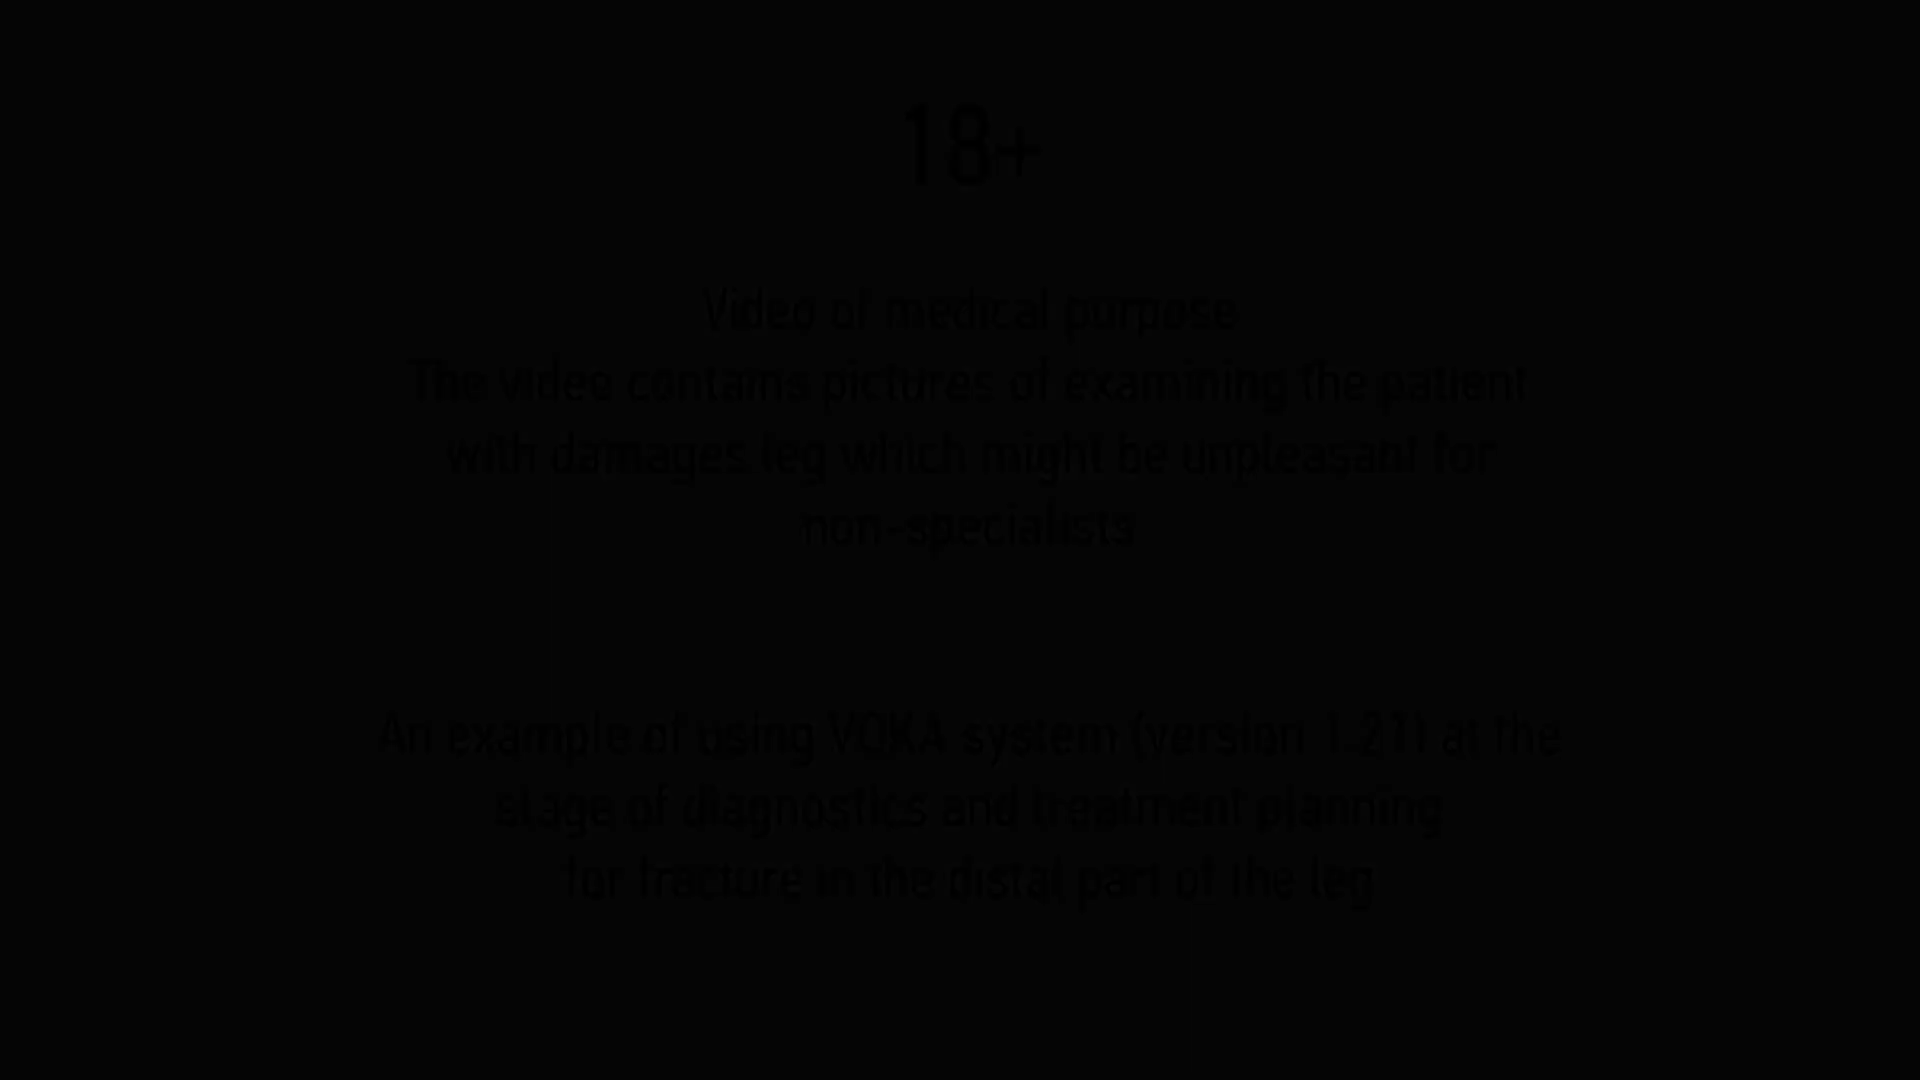 18+
Video of medical purpose
The video contains pictures of examining the patient
with damages leg which might be unpleasant for
non-specialists
An example of using VOKA system (version 1.21) at the
stage of diagnostics and treatment planning
for fracture in the distal part of the leg